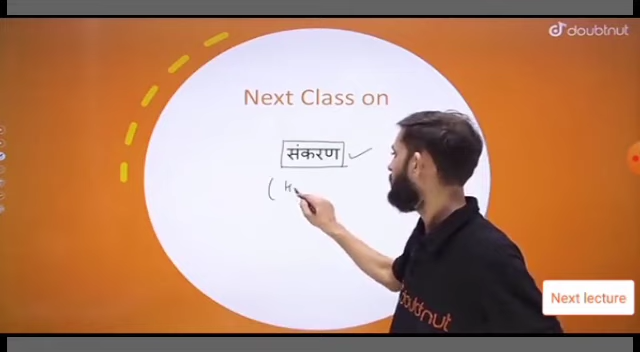 doubtnut
Next Class on
संकरण
(
doubtnut
Next lecture